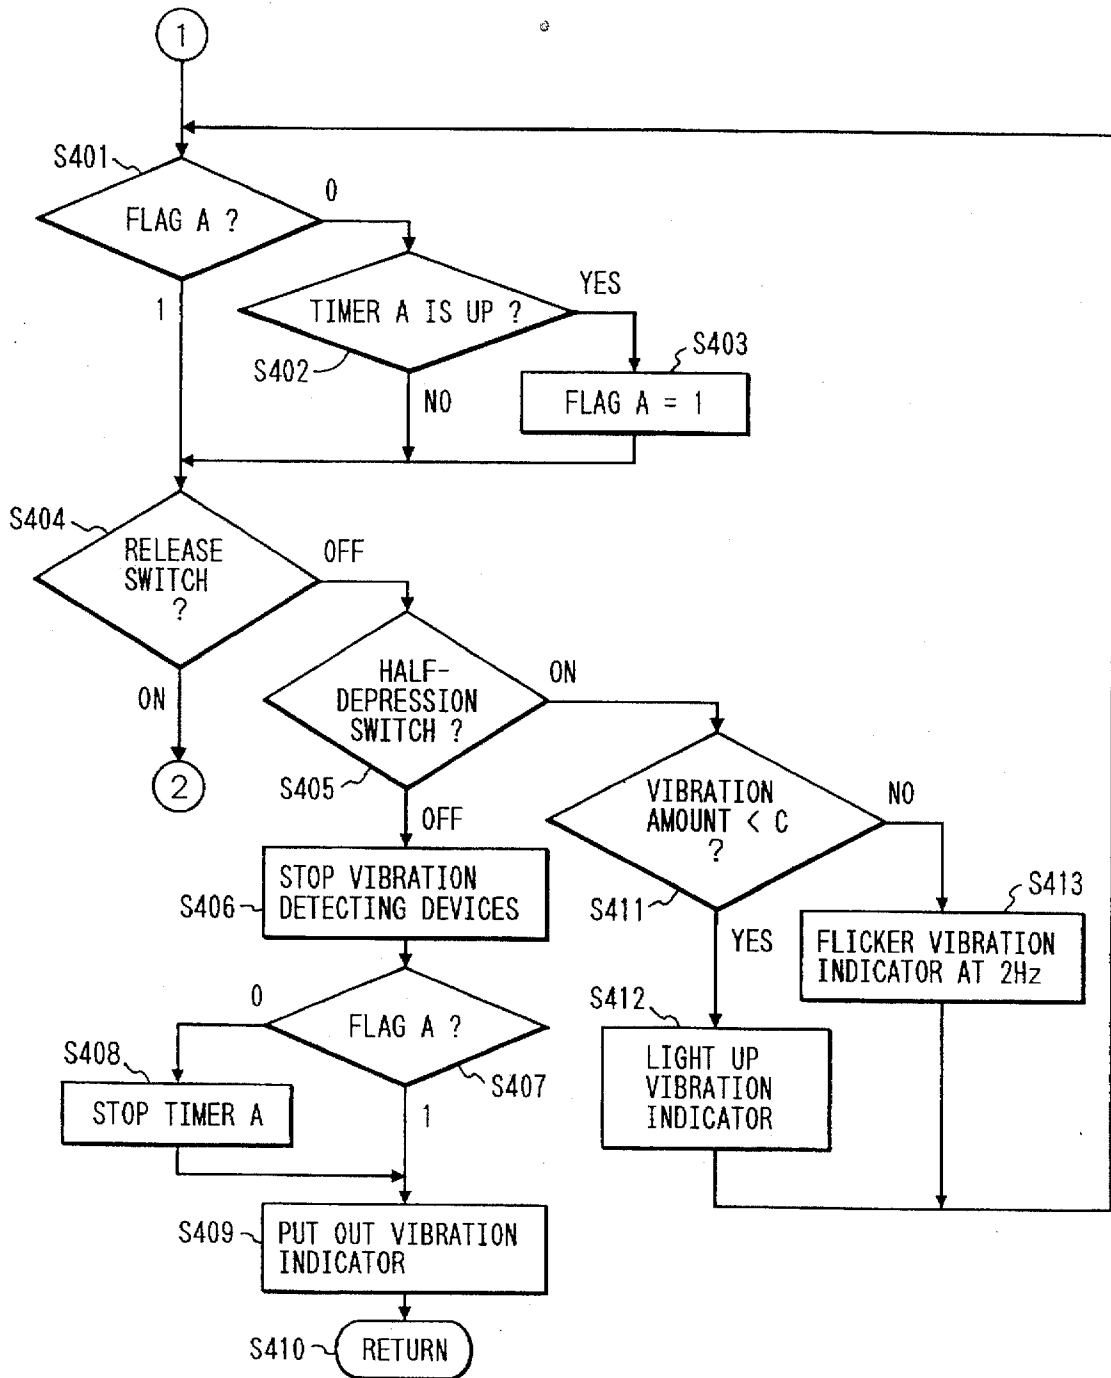 1
S401
FLAG A ?
0
1
TIMER A IS UP ?
YES
S402
NO
S403
FLAG A = 1
S404
RELEASE
SWITCH
?
OFF
ON
2
HALF-
DEPRESSION
SWITCH ?
ON
S405
OFF
VIBRATION
AMOUNT < C
?
NO
S411
YES
S406
STOP VIBRATION
DETECTING DEVICES
S413
FLICKER VIBRATION
INDICATOR AT 2Hz
0
FLAG A ?
S407
1
S408
STOP TIMER A
S412
LIGHT UP
VIBRATION
INDICATOR
S409
PUT OUT VIBRATION
INDICATOR
S410
RETURN